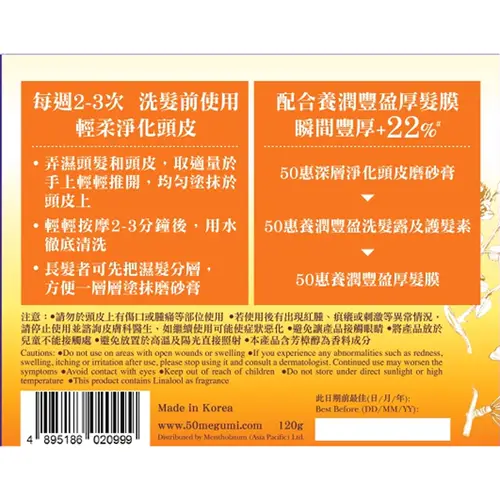 每週2-3次 洗髮前使用
輕柔淨化頭皮
•弄濕頭髮和頭皮，取適量於
手上輕輕推開，均勻塗抹於
頭皮上
•輕輕按摩2-3分鐘後，用水
徹底清洗
•長髮者可先把濕髮分層，
方便一層層塗抹磨砂膏
配合養潤豐盈厚髮膜
瞬間豐厚+22%#
50惠深層淨化頭皮磨砂膏
50惠養潤豐盈洗髮露及護髮素
50惠養潤豐盈厚髮膜
注意：•請勿於頭皮上有傷口或腫痛等部位使用 •若使用後有出現紅腫、痕癢或刺激等異常情況，
請停止使用並諮詢皮膚科醫生，如繼續使用可能使症狀惡化 •避免讓產品接觸眼睛 •將產品放於
兒童不能接觸處 •避免放置於高溫及陽光直接照射 •本產品含芳樟醇為香料成分
Cautions: •Do not use on areas with open wounds or swelling •If you experience any abnormalities such as redness,
swelling, itching or irritation after use, please discontinue use and consult a dermatologist. Continued use may worsen the
symptoms •Avoid contact with eyes •Keep out of reach of children •Do not store under direct sunlight or high
temperature •This product contains Linalool as fragrance
4 895186 020999
Made in Korea
www.50megumi.com 120g
Distributed by Mentholatum (Asia Pacific) Ltd.
此日期前最佳(日/月/年):
Best Before (DD/MM/YY):